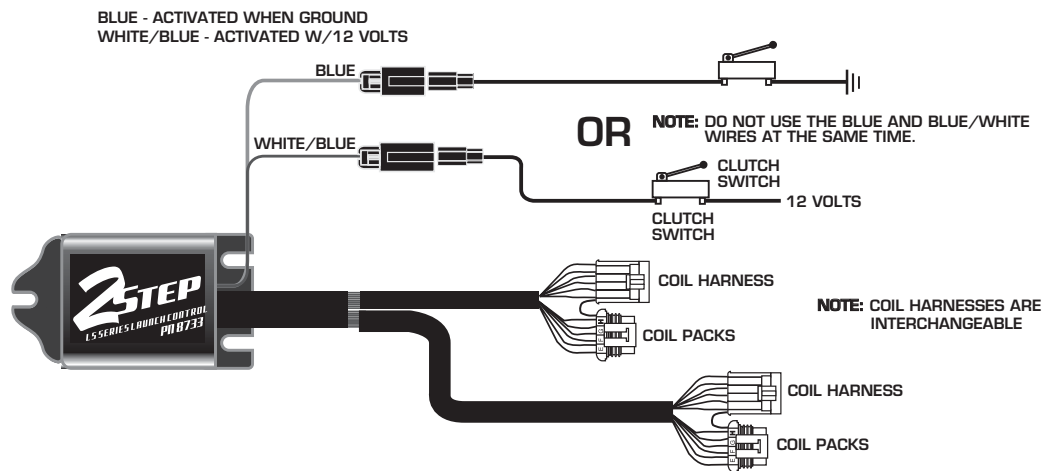 BLUE - ACTIVATED WHEN GROUND
WHITE/BLUE - ACTIVATED W/12 VOLTS
BLUE
OR
NOTE: DO NOT USE THE BLUE AND BLUE/WHITE
WIRES AT THE SAME TIME.
WHITE/BLUE
CLUTCH
SWITCH
12 VOLTS
CLUTCH
SWITCH
2STEP
LS SERIES LAUNCH CONTROL
PN 8733
COIL HARNESS
NOTE: COIL HARNESSES ARE
INTERCHANGEABLE
E F G H
COIL PACKS
COIL HARNESS
E F G H
COIL PACKS